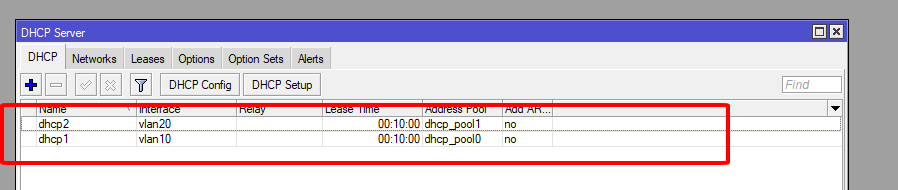 DHCP Server
DHCP Networks Leases Options Option Sets Alerts
DHCP Config DHCP Setup Find
Name Interface Relay Lease Time Address Pool Add AR...
dhcp2 vlan20 00:10:00 dhcp_pool1 no
dhcp1 vlan10 00:10:00 dhcp_pool0 no